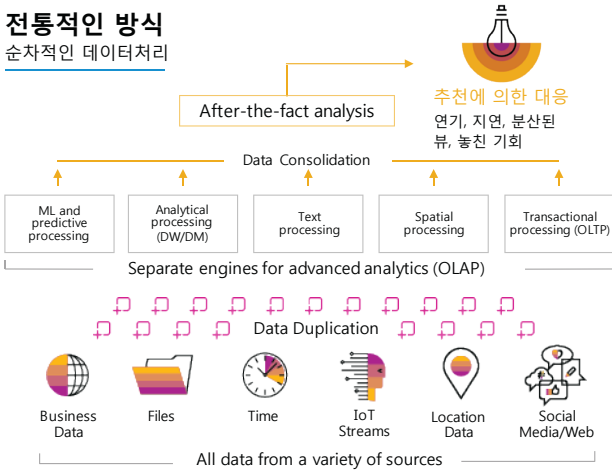 전통적인 방식
순차적인 데이터처리
추천에 의한 대응
연기, 지연, 분산된
뷰, 놓친 기회
After-the-fact analysis
Data Consolidation
ML and
predictive
processing
Analytical
processing
(DW/DM)
Text
processing
Spatial
processing
Transactional
processing (OLTP)
Separate engines for advanced analytics (OLAP)
Data Duplication
Business
Data
Files
Time
IoT
Streams
Location
Data
Social
Media/Web
All data from a variety of sources